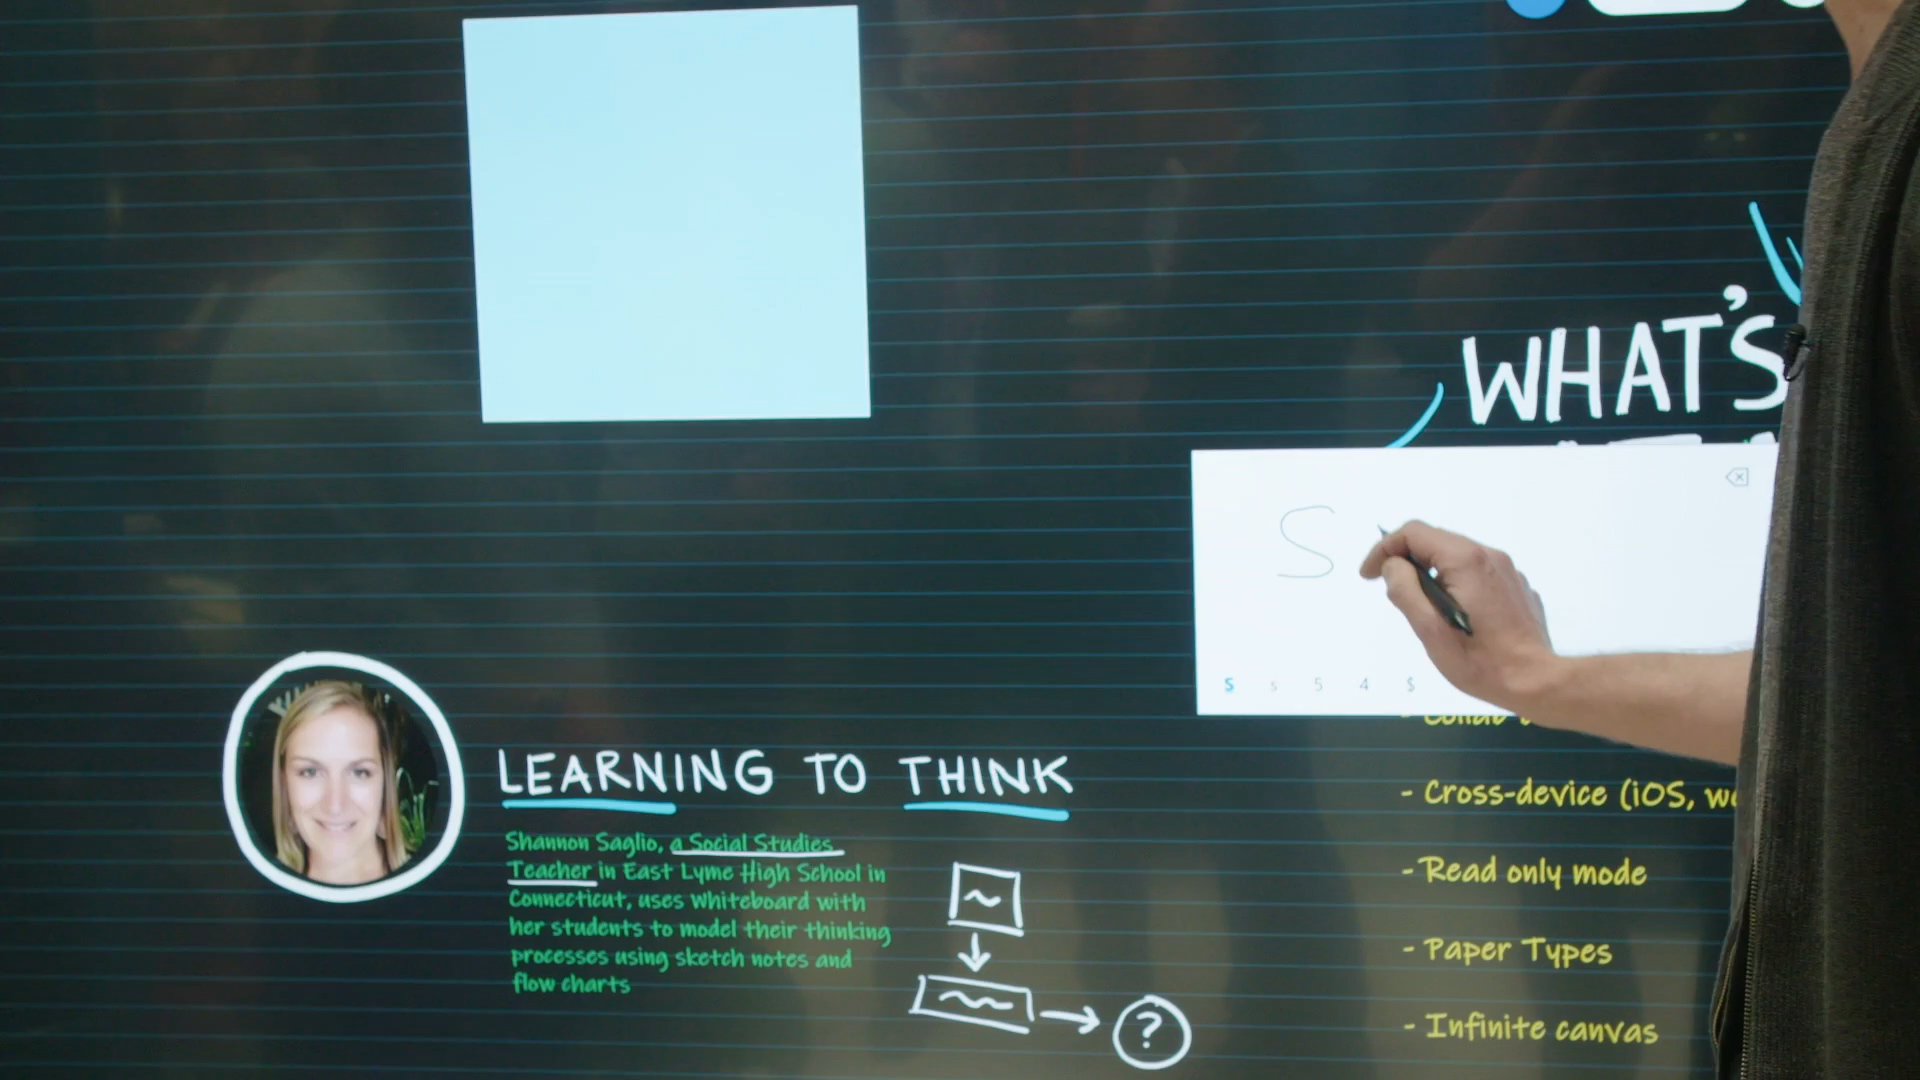 WHAT'S
S
S s 5 4 $
LEARNING TO THINK
Shannon Saglio, a Social Studies
Teacher in East Lyme High School in
Connecticut, uses Whiteboard with
her students to model their thinking
processes using sketch notes and
flow charts
?
- Collab
- Cross-device (iOS,
- Read only mode
- Paper Types
- Infinite canvas